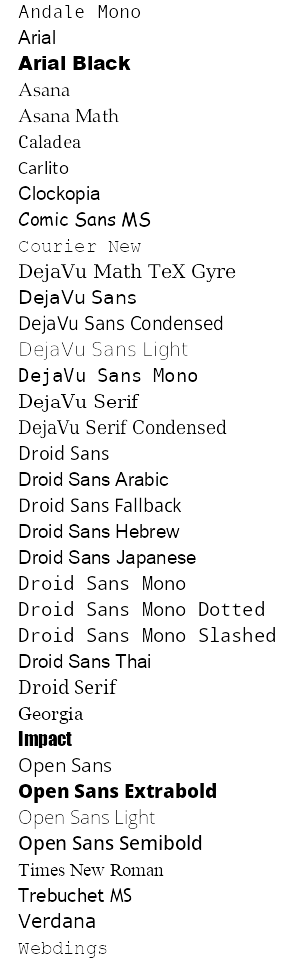 Andale Mono
Arial
Arial Black
Asana
Asana Math
Caladea
Carlito
Clockopia
Comic Sans MS
Courier New
DejaVu Math TeX Gyre
DejaVu Sans
DejaVu Sans Condensed
DejaVu Sans Light
DejaVu Sans Mono
DejaVu Serif
DejaVu Serif Condensed
Droid Sans
Droid Sans Arabic
Droid Sans Fallback
Droid Sans Hebrew
Droid Sans Japanese
Droid Sans Mono
Droid Sans Mono Dotted
Droid Sans Mono Slashed
Droid Sans Thai
Droid Serif
Georgia
Impact
Open Sans
Open Sans Extrabold
Open Sans Light
Open Sans Semibold
Times New Roman
Trebuchet MS
Verdana
Webdings